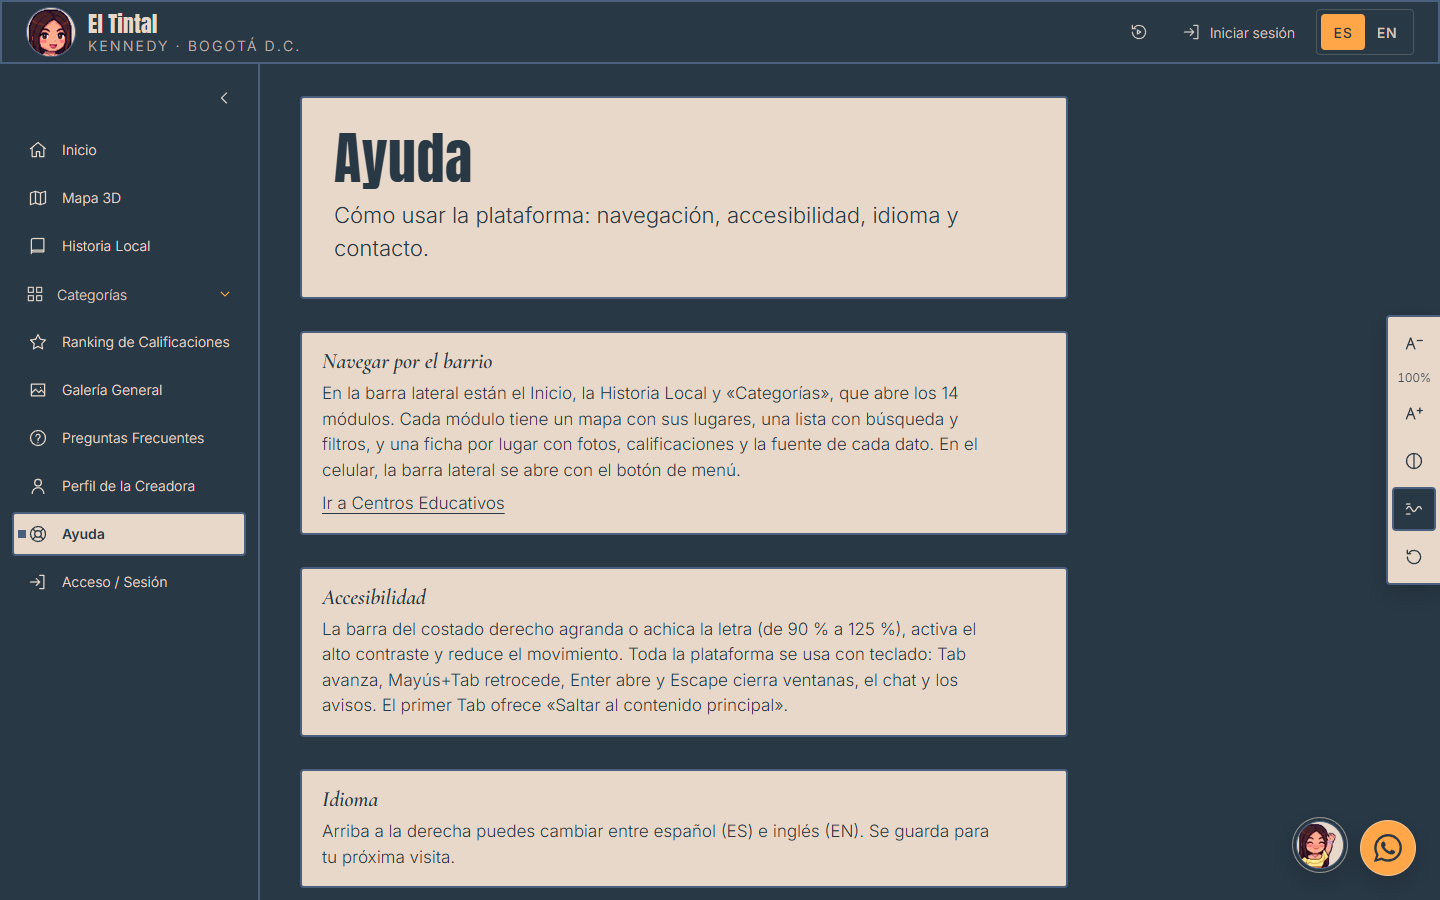 El Tintal
KENNEDY · BOGOTÁ D.C.
Iniciar sesión
ES
EN
Inicio
Mapa 3D
Historia Local
Categorías
Ranking de Calificaciones
Galería General
Preguntas Frecuentes
Perfil de la Creadora
Ayuda
Acceso / Sesión
Ayuda
Cómo usar la plataforma: navegación, accesibilidad, idioma y
contacto.
Navegar por el barrio
En la barra lateral están el Inicio, la Historia Local y «Categorías», que abre los 14
módulos. Cada módulo tiene un mapa con sus lugares, una lista con búsqueda y
filtros, y una ficha por lugar con fotos, calificaciones y la fuente de cada dato. En el
celular, la barra lateral se abre con el botón de menú.
Ir a Centros Educativos
Accesibilidad
La barra del costado derecho agranda o achica la letra (de 90 % a 125 %), activa el
alto contraste y reduce el movimiento. Toda la plataforma se usa con teclado: Tab
avanza, Mayús+Tab retrocede, Enter abre y Escape cierra ventanas, el chat y los
avisos. El primer Tab ofrece «Saltar al contenido principal».
Idioma
Arriba a la derecha puedes cambiar entre español (ES) e inglés (EN). Se guarda para
tu próxima visita.
A−
100%
A+